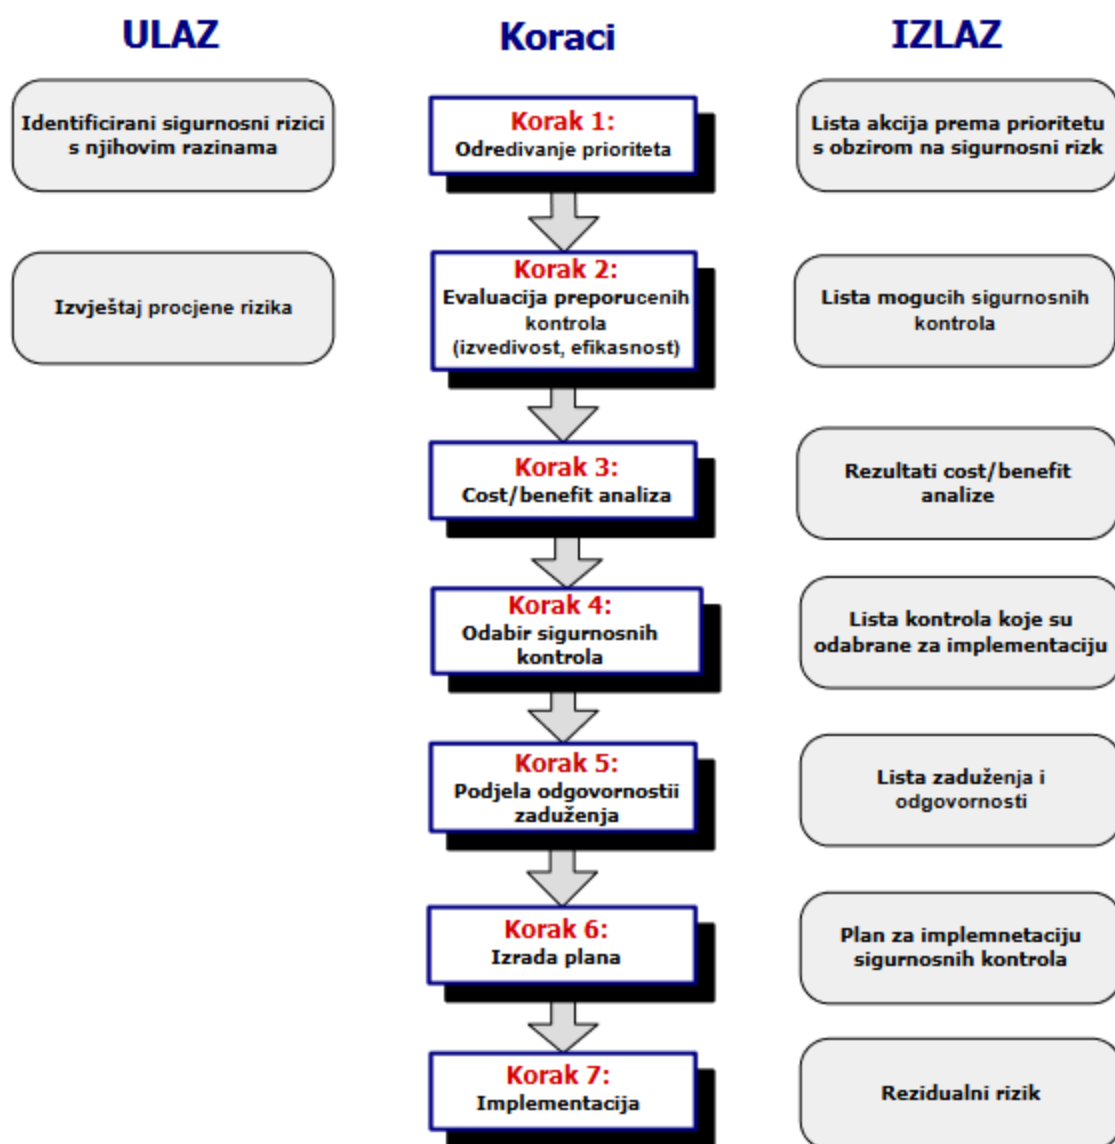 ULAZ
Koraci
IZLAZ
Identificirani sigurnosni rizici
s njihovim razinama
Korak 1:
Određivanje prioriteta
Lista akcija prema prioritetu
s obzirom na sigurnosni rizk
Izvještaj procjene rizika
Korak 2:
Evaluacija preporucenih
kontrola
(izvedivost, efikasnost)
Lista mogucih sigurnosnih
kontrola
Korak 3:
Cost/benefit analiza
Rezultati cost/benefit
analize
Korak 4:
Odabir sigurnosnih
kontrola
Lista kontrola koje su
odabrane za implementaciju
Korak 5:
Podjela odgovornostii
zaduženja
Lista zaduženja i
odgovornosti
Korak 6:
Izrada plana
Plan za implemnetaciju
sigurnosnih kontrola
Korak 7:
Implementacija
Rezidualni rizik